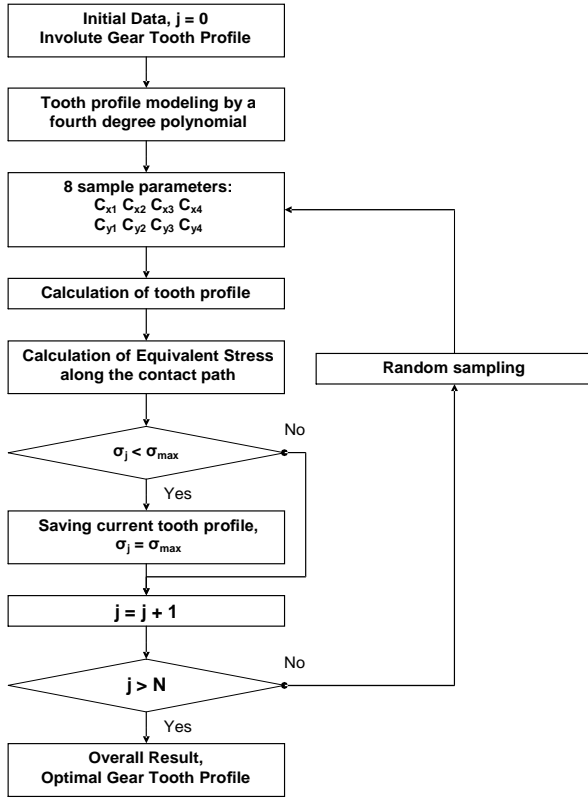 Initial Data, j = 0
Involute Gear Tooth Profile
Tooth profile modeling by a
fourth degree polynomial
8 sample parameters:
Cx1 Cx2 Cx3 Cx4
Cy1 Cy2 Cy3 Cy4
Calculation of tooth profile
Calculation of Equivalent Stress
along the contact path
Random sampling
No
σj < σmax
Yes
Saving current tooth profile,
σj = σmax
j = j + 1
No
j > N
Yes
Overall Result,
Optimal Gear Tooth Profile